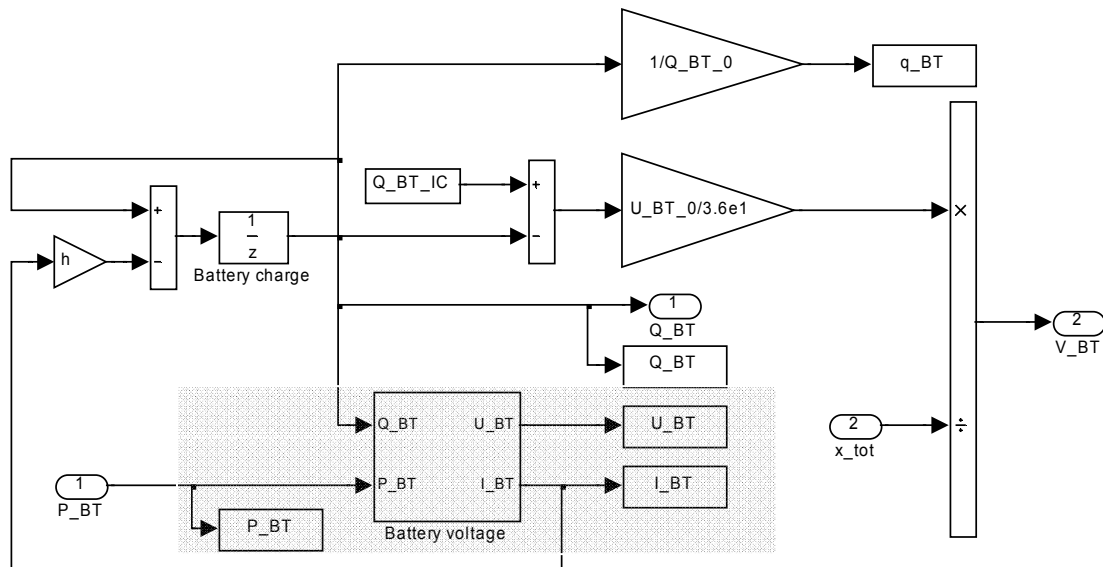 1/Q_BT_0
q_BT
Q_BT_IC
+
−
U_BT_0/3.6e1
×
+
−
h
1
z
Battery charge
1
Q_BT
Q_BT
2
V_BT
Q_BT
U_BT
U_BT
2
x_tot
÷
1
P_BT
P_BT
I_BT
I_BT
P_BT
Battery voltage